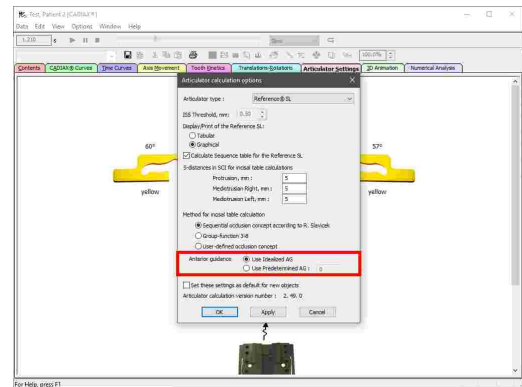 Test, Patient 2 (CADIAX®)
Data Edit View Options Window Help
1.210 s
Slow
100.0%
Contents CADIAX® Curves Time Curves Axis Movement Tooth Kinetics Translations-Rotations Articulator Settings 3D Animation Numerical Analysis
Articulator calculation options
Articulator type : Reference® SL
ISS Threshold, mm: 0.50
Display/Print of the Reference SL:
Tabular
Graphical
Calculate Sequence table for the Reference SL
S-distances in SCI for incisal table calculations
Protrusion, mm : 5
Mediotrusion Right, mm : 5
Mediotrusion Left, mm : 5
Method for incisal table calculation
Sequential occlusion concept according to R. Slavicek
Group-function 3-8
User-defined occlusion concept
Anterior guidance: Use Idealized AG
Use Predetermined AG : 0
Set these settings as default for new objects
Articulator calculation version number : 2. 49. 0
OK Apply Cancel
60° 57°
yellow yellow
For Help, press F1